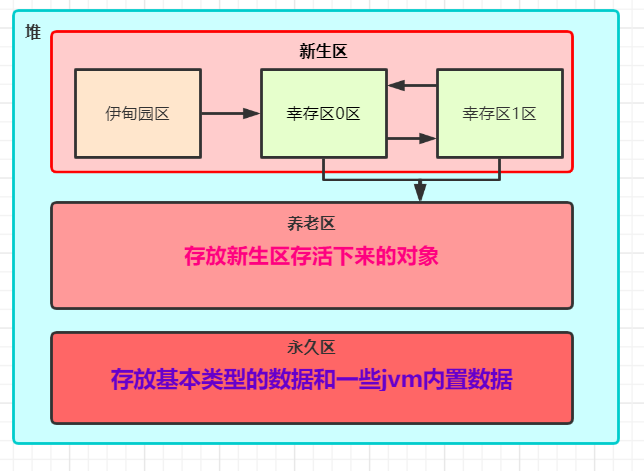 堆
新生区
伊甸园区
幸存区0区
幸存区1区
养老区
存放新生区存活下来的对象
永久区
存放基本类型的数据和一些jvm内置数据